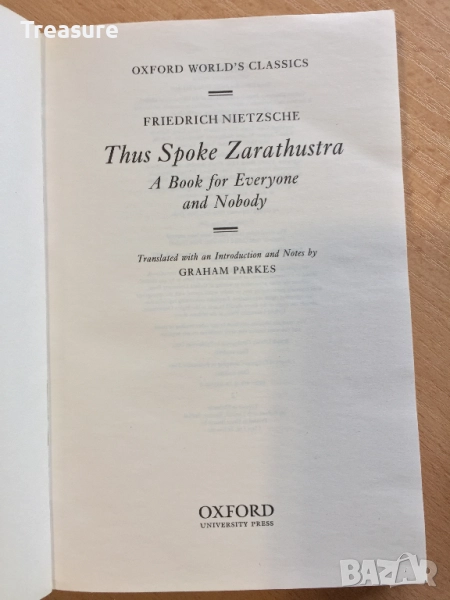 Treasure
OXFORD WORLD'S CLASSICS
FRIEDRICH NIETZSCHE
Thus Spoke Zarathustra
A Book for Everyone
and Nobody
Translated with an Introduction and Notes by
GRAHAM PARKES
OXFORD
UNIVERSITY PRESS
BAZAR